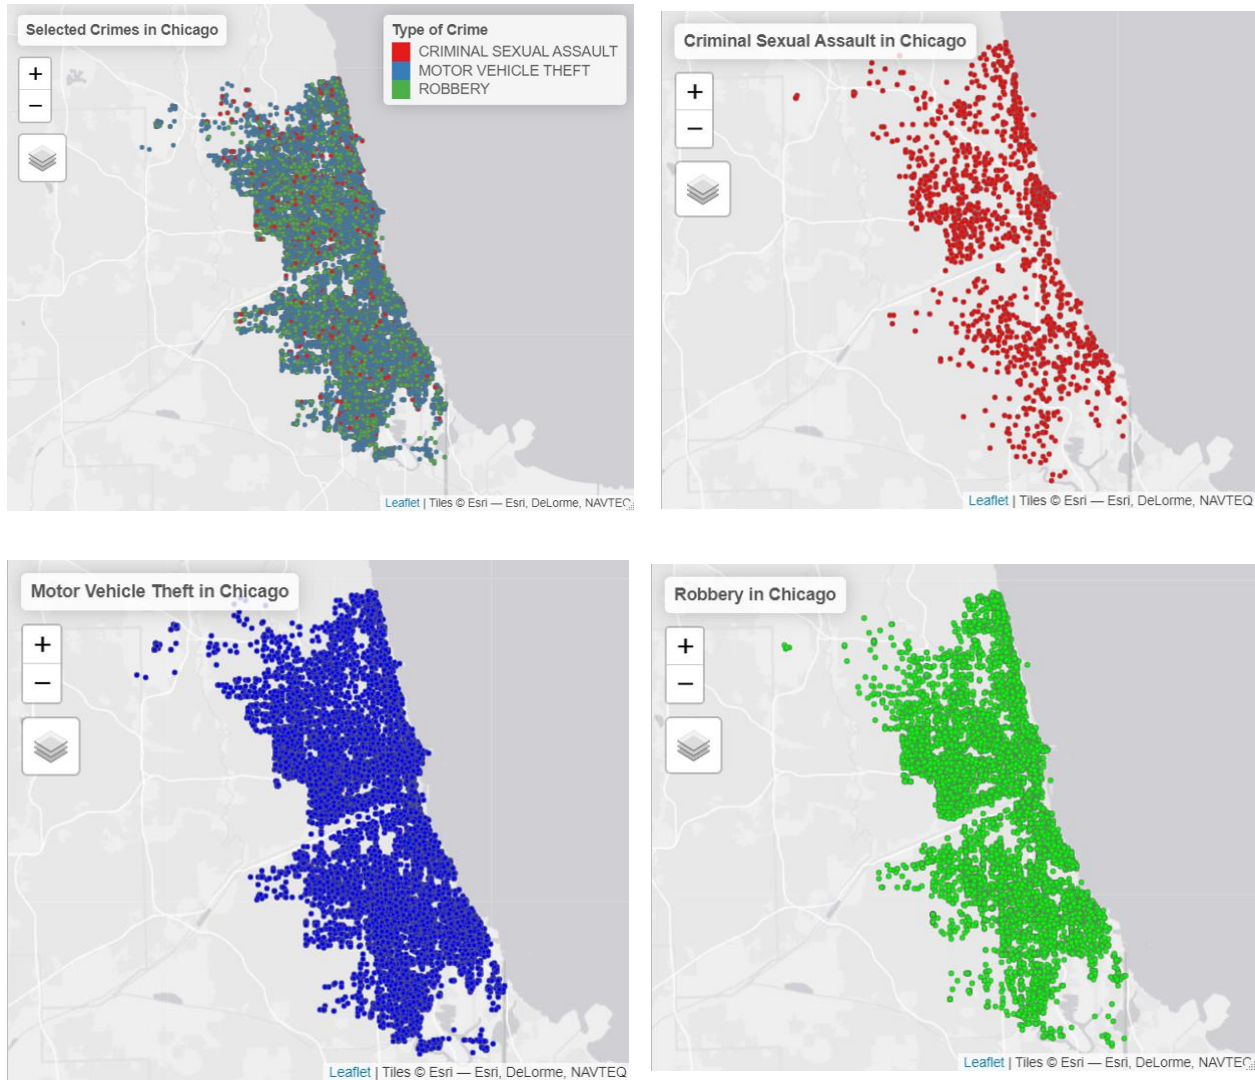 Selected Crimes in Chicago
+
−
Type of Crime
CRIMINAL SEXUAL ASSAULT
MOTOR VEHICLE THEFT
ROBBERY
Leaflet | Tiles © Esri — Esri, DeLorme, NAVTEQ
Criminal Sexual Assault in Chicago
+
−
Leaflet | Tiles © Esri — Esri, DeLorme, NAVTEQ
Motor Vehicle Theft in Chicago
+
−
Leaflet | Tiles © Esri — Esri, DeLorme, NAVTEQ
Robbery in Chicago
+
−
Leaflet | Tiles © Esri — Esri, DeLorme, NAVTEQ